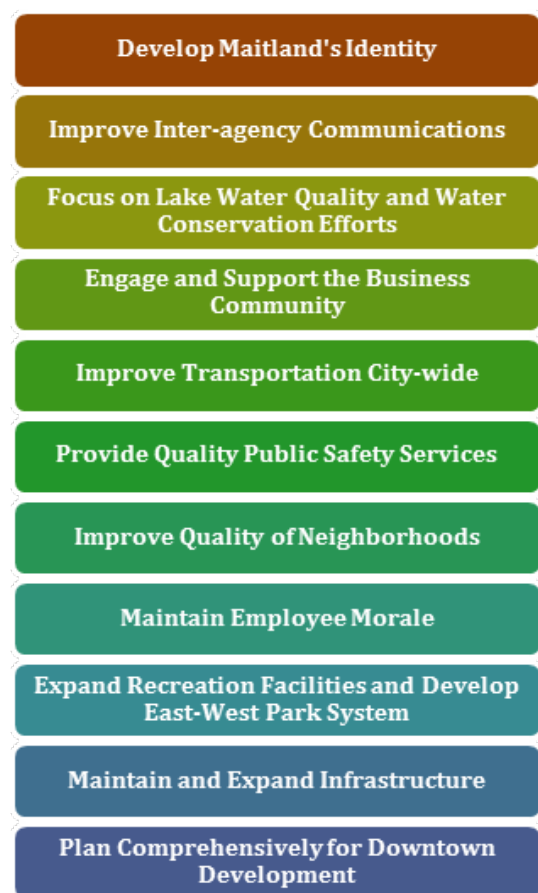 Develop Maitland's Identity
Improve Inter-agency Communications
Focus on Lake Water Quality and Water
Conservation Efforts
Engage and Support the Business
Community
Improve Transportation City-wide
Provide Quality Public Safety Services
Improve Quality of Neighborhoods
Maintain Employee Morale
Expand Recreation Facilities and Develop
East-West Park System
Maintain and Expand Infrastructure
Plan Comprehensively for Downtown
Development